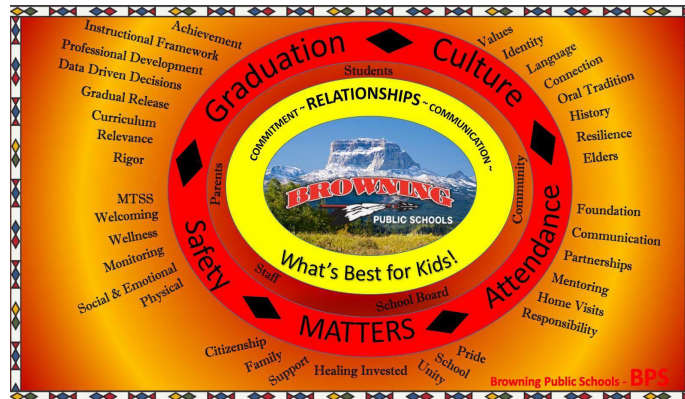 Achievement
Instructional Framework
Professional Development
Data Driven Decisions
Gradual Release
Curriculum
Relevance
Rigor
MTSS
Welcoming
Wellness
Monitoring
Social & Emotional
Physical
Citizenship
Family
Support
Healing Invested
Unity
School
Pride
Values
Identity
Language
Connection
Oral Tradition
History
Resilience
Elders
Foundation
Communication
Partnerships
Mentoring
Home Visits
Responsibility
Graduation
Culture
Attendance
MATTERS
Safety
Students
Community
School Board
Staff
Parents
COMMITMENT ~ RELATIONSHIPS ~ COMMUNICATION ~
What's Best for Kids!
BROWNING
PUBLIC SCHOOLS
Browning Public Schools - BPS